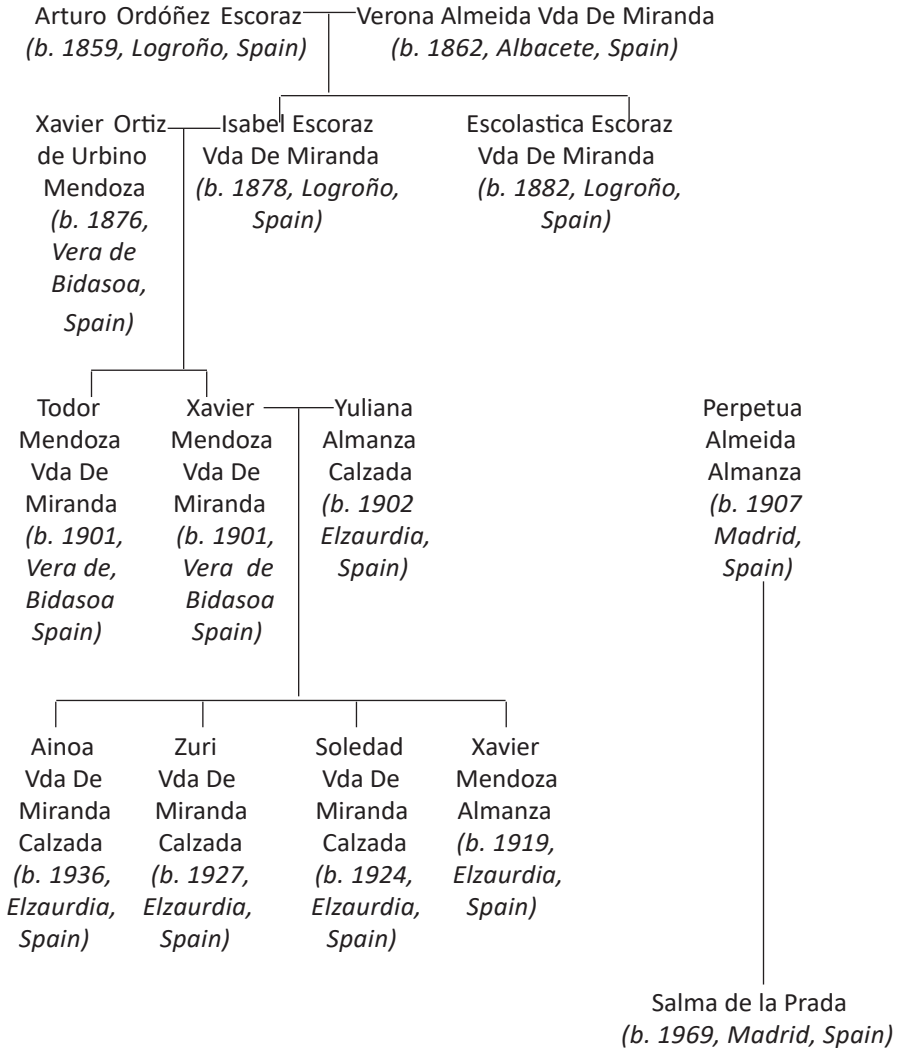 Arturo Ordóñez Escoraz
(b. 1859, Logroño, Spain)
Verona Almeida Vda De Miranda
(b. 1862, Albacete, Spain)
Xavier Ortiz
de Urbino
Mendoza
(b. 1876,
Vera de
Bidasoa,
Spain)
Isabel Escoraz
Vda De Miranda
(b. 1878, Logroño,
Spain)
Escolastica Escoraz
Vda De Miranda
(b. 1882, Logroño,
Spain)
Todor
Mendoza
Vda De
Miranda
(b. 1901,
Vera de,
Bidasoa
Spain)
Xavier
Mendoza
Vda De
Miranda
(b. 1901,
Vera de
Bidasoa
Spain)
Yuliana
Almanza
Calzada
(b. 1902
Elzaurdia,
Spain)
Perpetua
Almeida
Almanza
(b. 1907
Madrid,
Spain)
Ainoa
Vda De
Miranda
Calzada
(b. 1936,
Elzaurdia,
Spain)
Zuri
Vda De
Miranda
Calzada
(b. 1927,
Elzaurdia,
Spain)
Soledad
Vda De
Miranda
Calzada
(b. 1924,
Elzaurdia,
Spain)
Xavier
Mendoza
Almanza
(b. 1919,
Elzaurdia,
Spain)
Salma de la Prada
(b. 1969, Madrid, Spain)